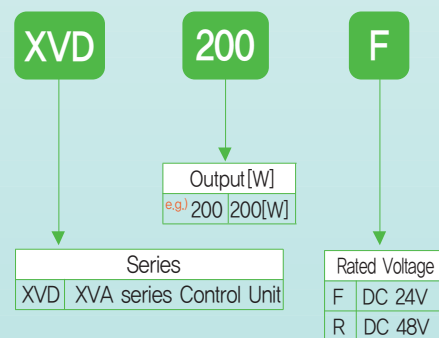 XVD 200 F
Output[W]
e.g.) 200 200[W]
Series
XVD XVA series Control Unit
Rated Voltage
F DC 24V
R DC 48V